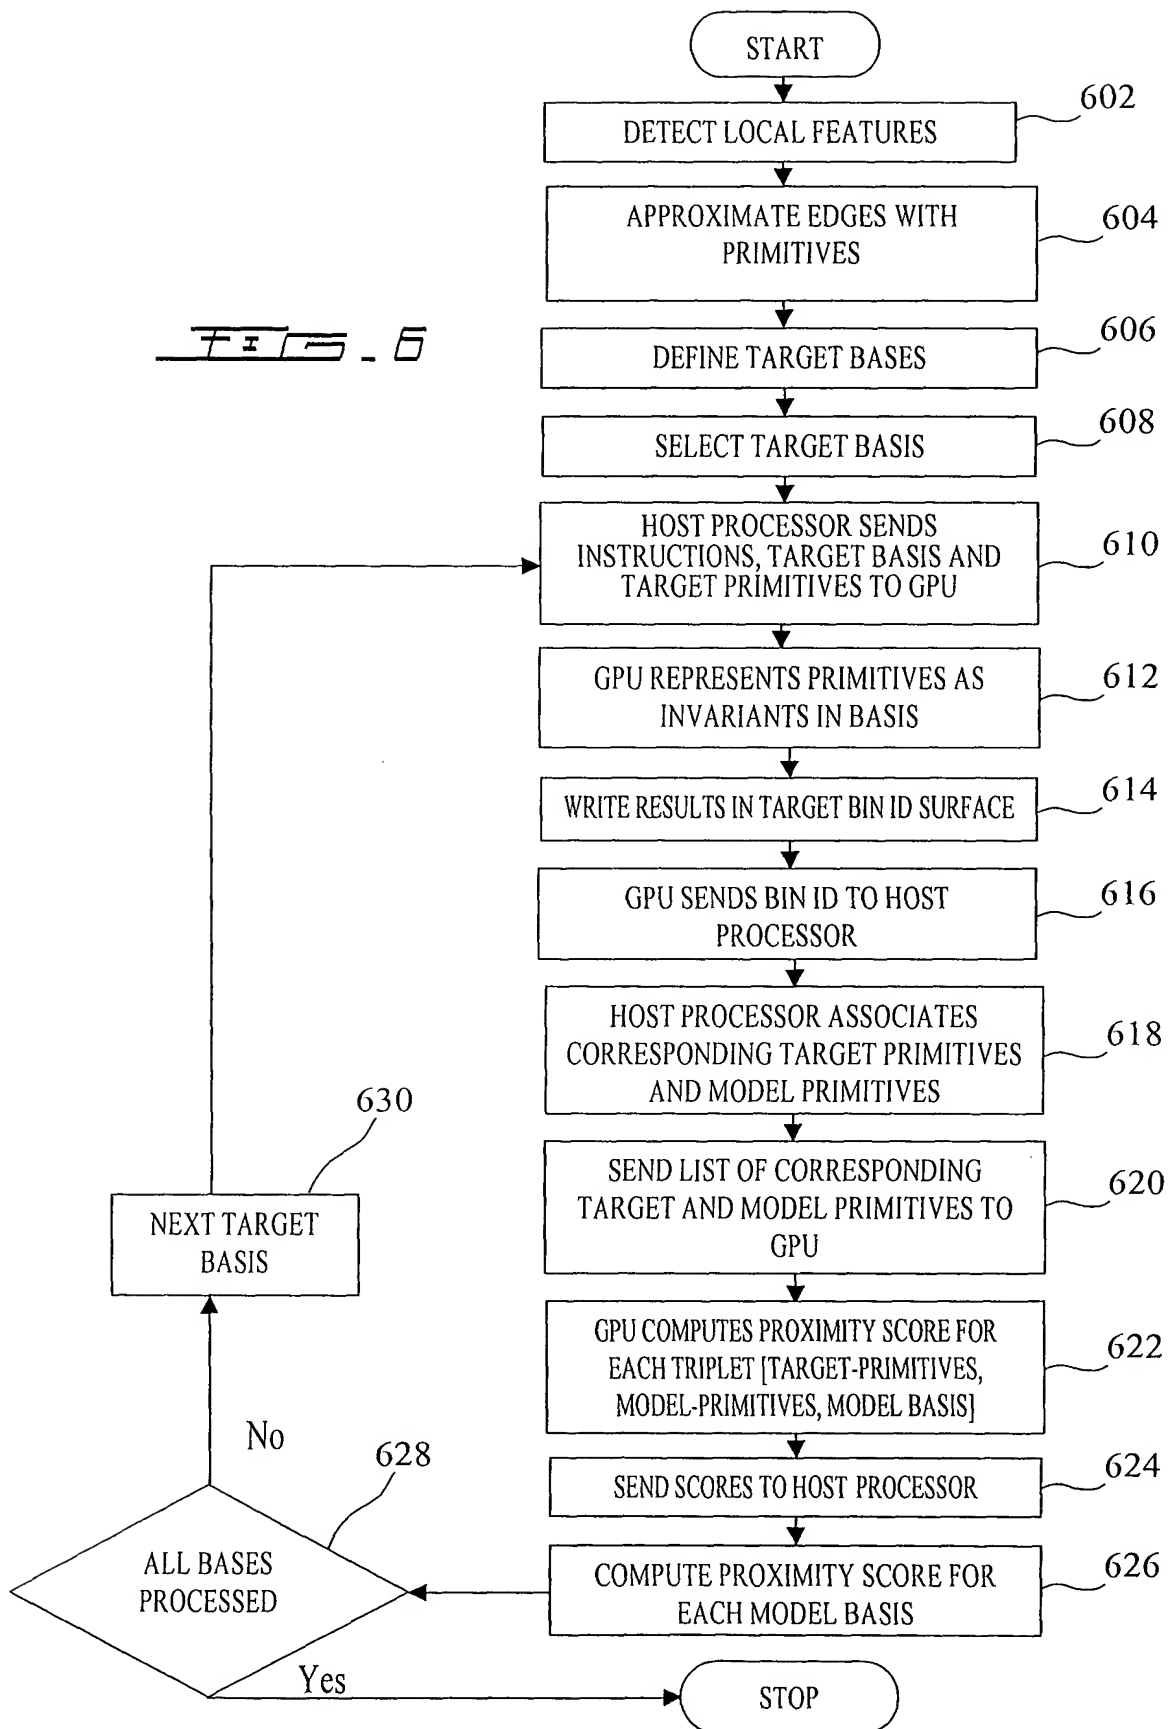 START
602
DETECT LOCAL FEATURES
604
APPROXIMATE EDGES WITH
PRIMITIVES
FIG. 6
606
DEFINE TARGET BASES
608
SELECT TARGET BASIS
610
HOST PROCESSOR SENDS
INSTRUCTIONS, TARGET BASIS AND
TARGET PRIMITIVES TO GPU
612
GPU REPRESENTS PRIMITIVES AS
INVARIANTS IN BASIS
614
WRITE RESULTS IN TARGET BIN ID SURFACE
616
GPU SENDS BIN ID TO HOST
PROCESSOR
618
HOST PROCESSOR ASSOCIATES
CORRESPONDING TARGET PRIMITIVES
AND MODEL PRIMITIVES
620
SEND LIST OF CORRESPONDING
TARGET AND MODEL PRIMITIVES TO
GPU
622
GPU COMPUTES PROXIMITY SCORE FOR
EACH TRIPLET [TARGET-PRIMITIVES,
MODEL-PRIMITIVES, MODEL BASIS]
624
SEND SCORES TO HOST PROCESSOR
626
COMPUTE PROXIMITY SCORE FOR
EACH MODEL BASIS
628
ALL BASES
PROCESSED
No
630
NEXT TARGET
BASIS
Yes
STOP